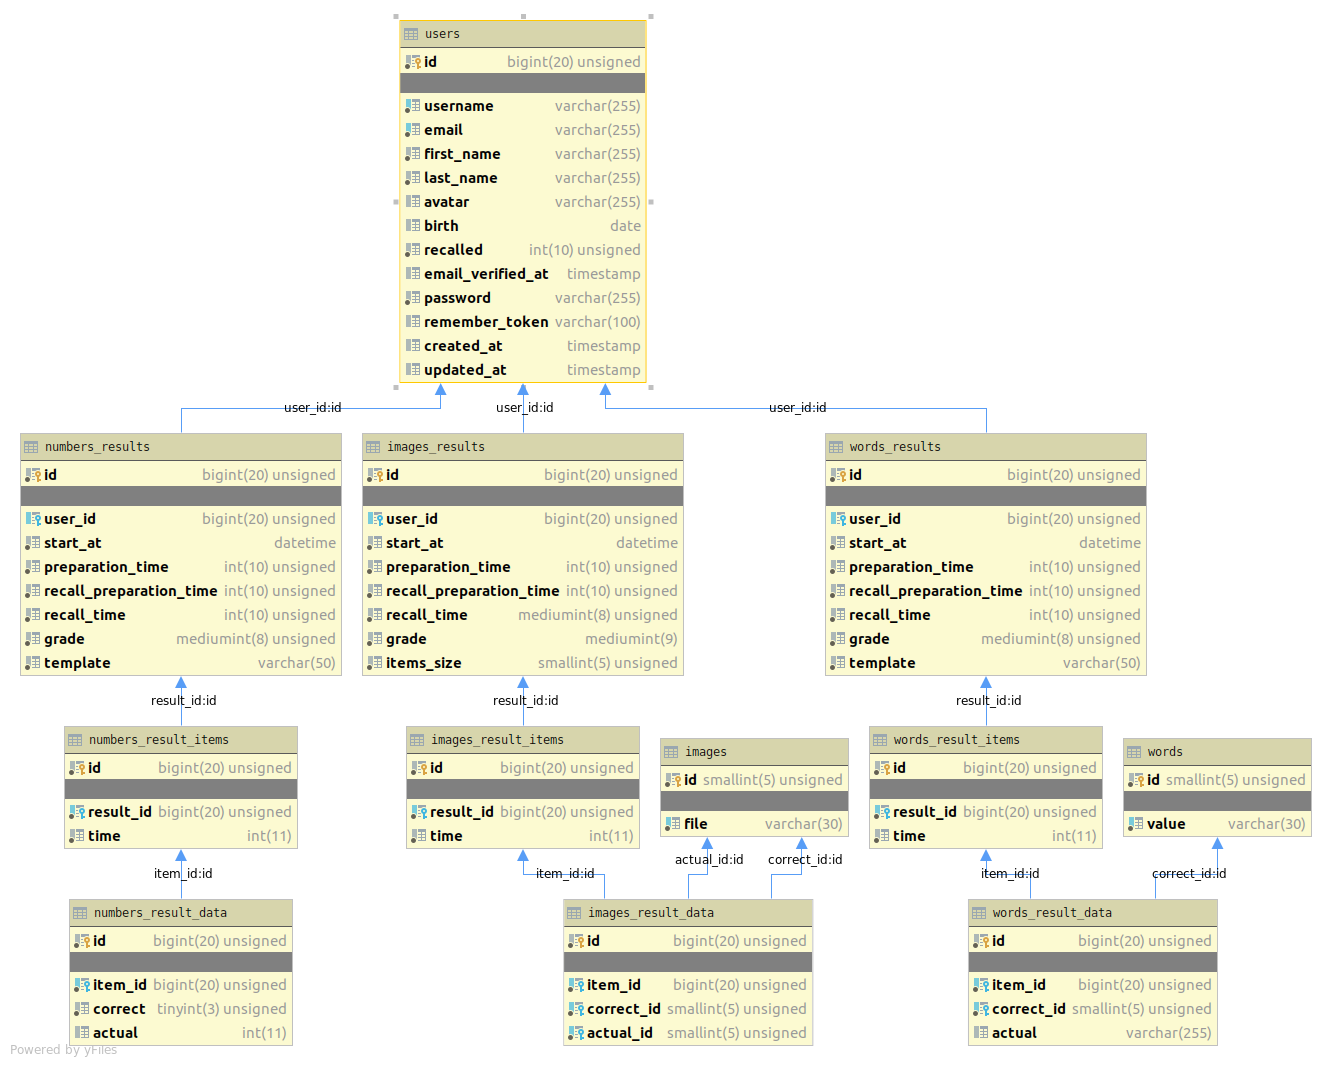 users
id bigint(20) unsigned
username varchar(255)
email varchar(255)
first_name varchar(255)
last_name varchar(255)
avatar varchar(255)
birth date
recalled int(10) unsigned
email_verified_at timestamp
password varchar(255)
remember_token varchar(100)
created_at timestamp
updated_at timestamp
user_id:id
user_id:id
user_id:id
numbers_results
id bigint(20) unsigned
user_id bigint(20) unsigned
start_at datetime
preparation_time int(10) unsigned
recall_preparation_time int(10) unsigned
recall_time int(10) unsigned
grade mediumint(8) unsigned
template varchar(50)
images_results
id bigint(20) unsigned
user_id bigint(20) unsigned
start_at datetime
preparation_time int(10) unsigned
recall_preparation_time int(10) unsigned
recall_time mediumint(8) unsigned
grade mediumint(9)
items_size smallint(5) unsigned
words_results
id bigint(20) unsigned
user_id bigint(20) unsigned
start_at datetime
preparation_time int(10) unsigned
recall_preparation_time int(10) unsigned
recall_time int(10) unsigned
grade mediumint(8) unsigned
template varchar(50)
result_id:id
result_id:id
result_id:id
numbers_result_items
id bigint(20) unsigned
result_id bigint(20) unsigned
time int(11)
images_result_items
id bigint(20) unsigned
result_id bigint(20) unsigned
time int(11)
images
id smallint(5) unsigned
file varchar(30)
words_result_items
id bigint(20) unsigned
result_id bigint(20) unsigned
time int(11)
words
id smallint(5) unsigned
value varchar(30)
item_id:id
item_id:id
actual_id:id
correct_id:id
item_id:id
correct_id:id
numbers_result_data
id bigint(20) unsigned
item_id bigint(20) unsigned
correct tinyint(3) unsigned
actual int(11)
images_result_data
id bigint(20) unsigned
item_id bigint(20) unsigned
correct_id smallint(5) unsigned
actual_id smallint(5) unsigned
words_result_data
id bigint(20) unsigned
item_id bigint(20) unsigned
correct_id smallint(5) unsigned
actual varchar(255)
Powered by yFiles